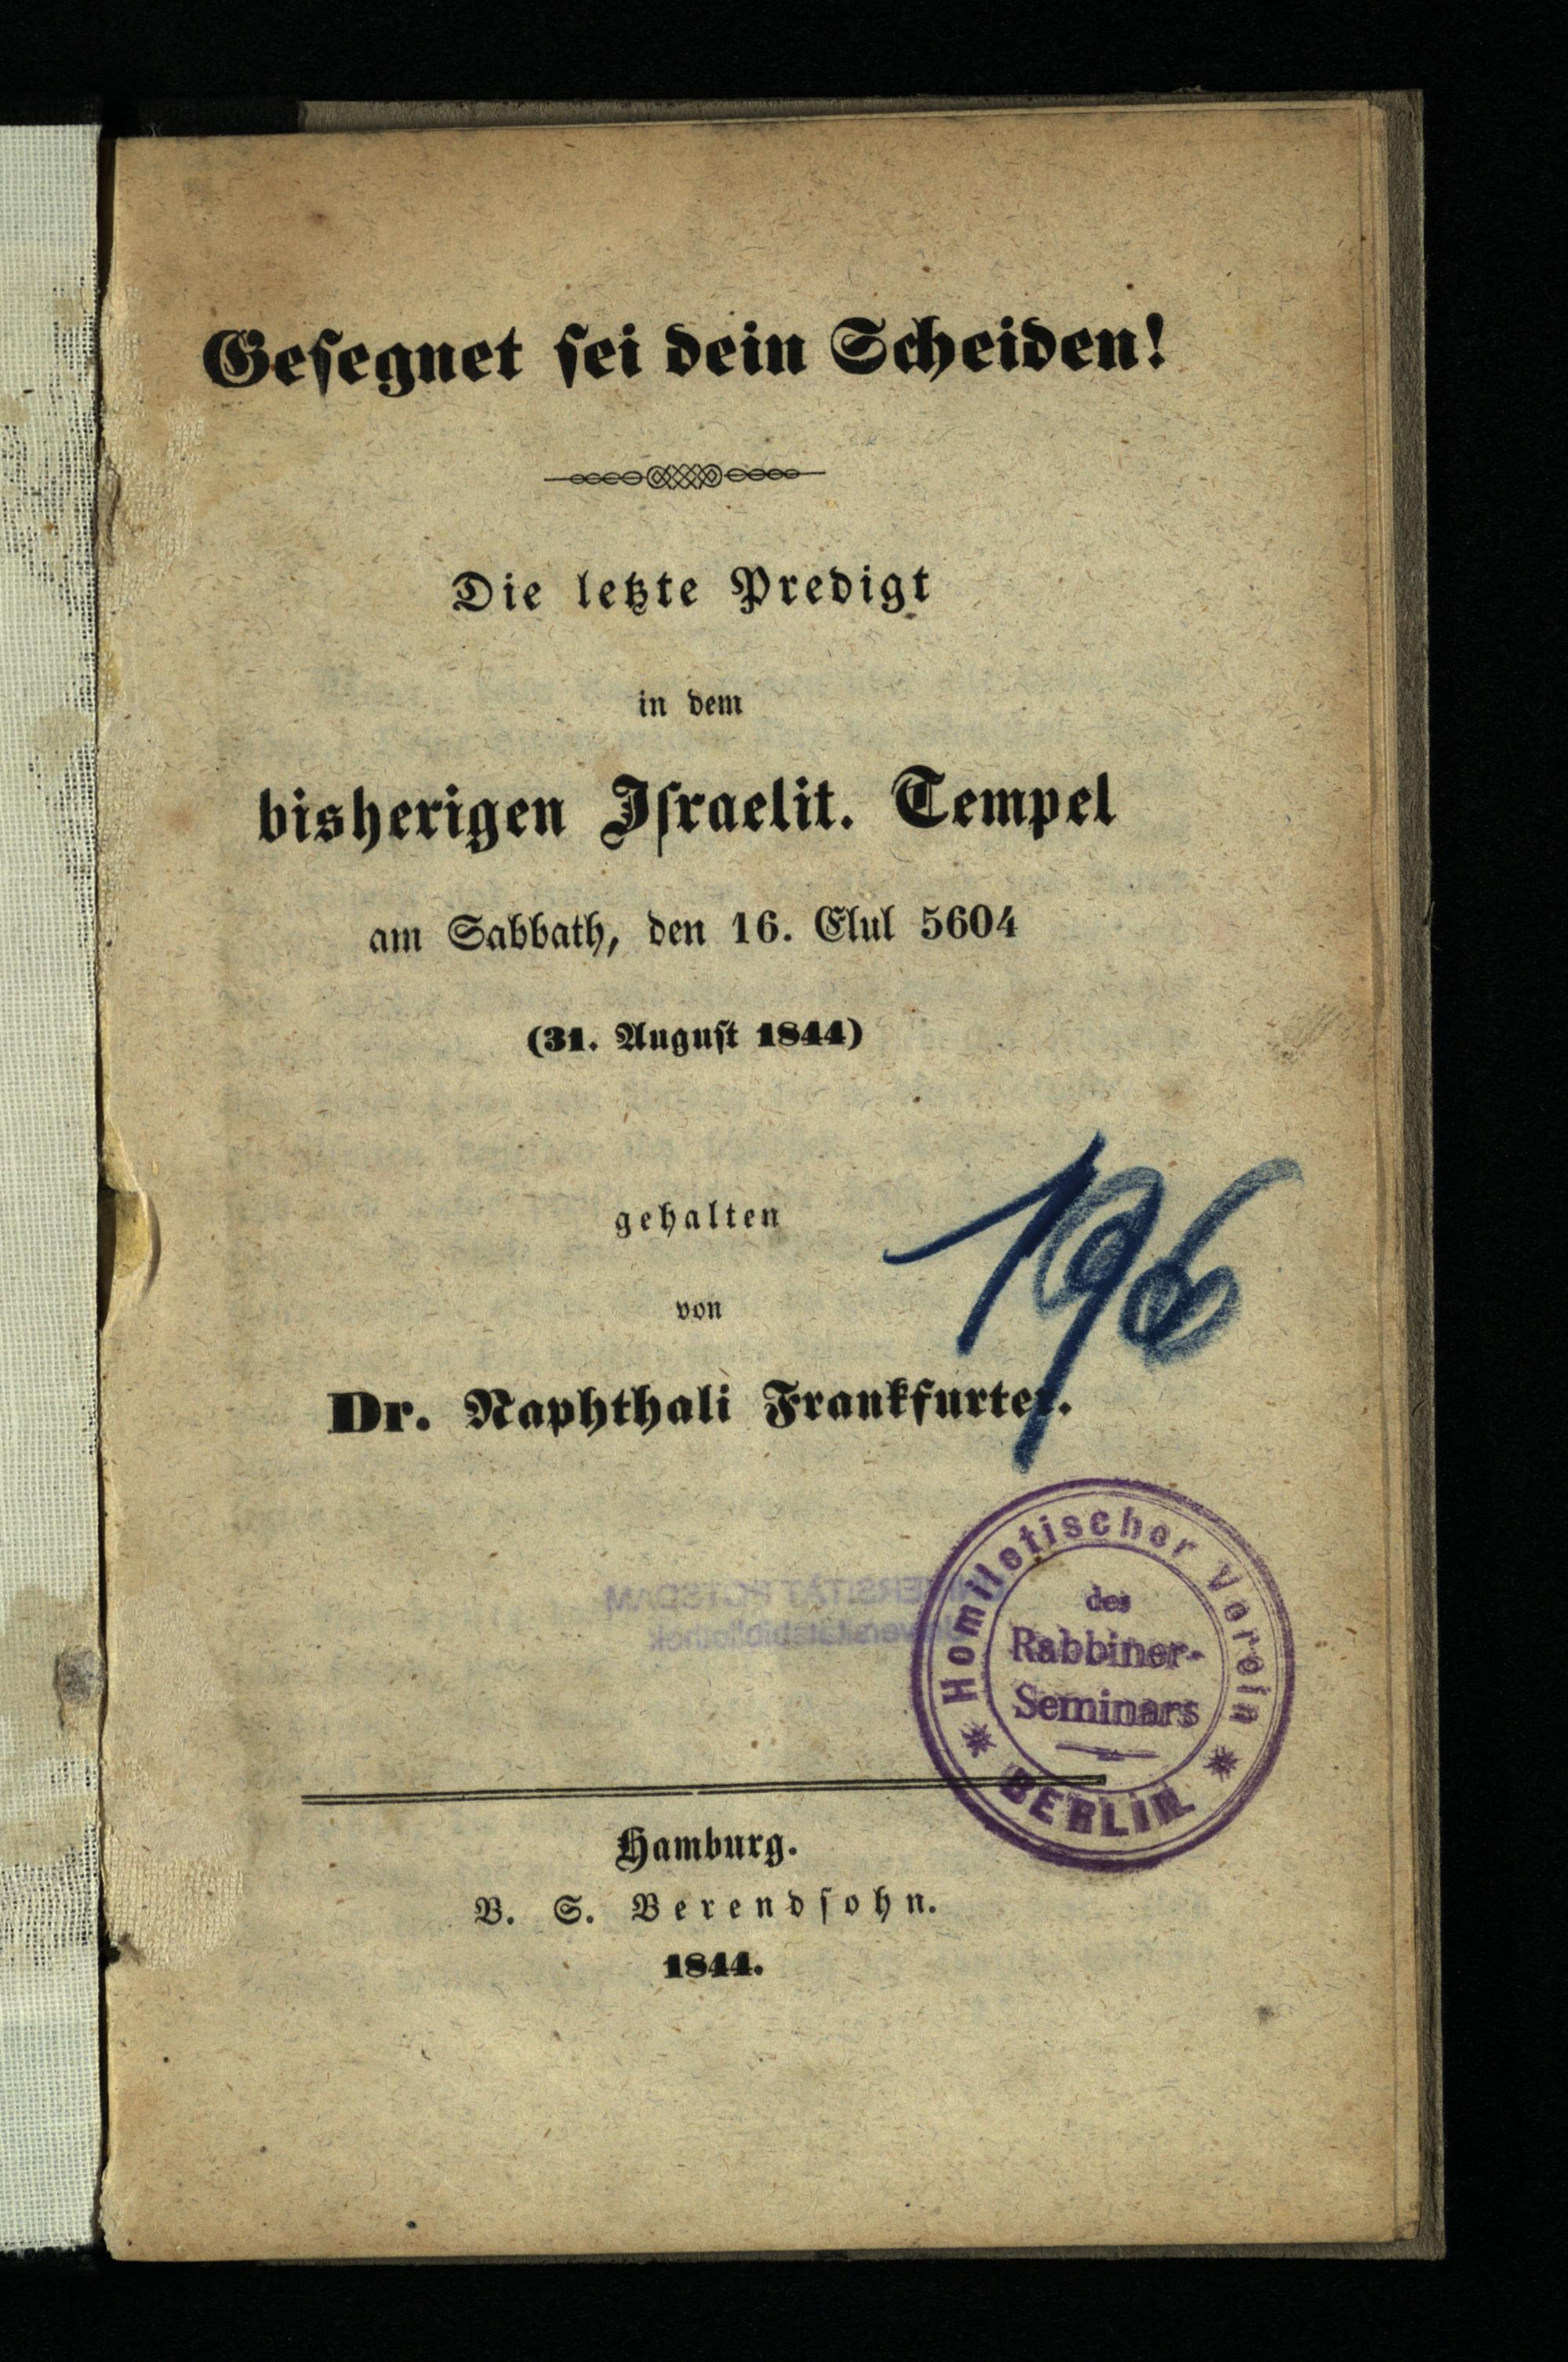 Gesegnet sei dein Scheiden!
Die letzte Predigt
in dem
bisherigen Israelit. Tempel
am Sabbath, den 16. Elul 5604
(31. August 1844)
gehalten
von
Dr. Naphthali Frankfurter.
196
Homiletischer Verein
des
Rabbiner-
Seminars
BERLIN
Hamburg.
B. S. Berendsohn.
1844.